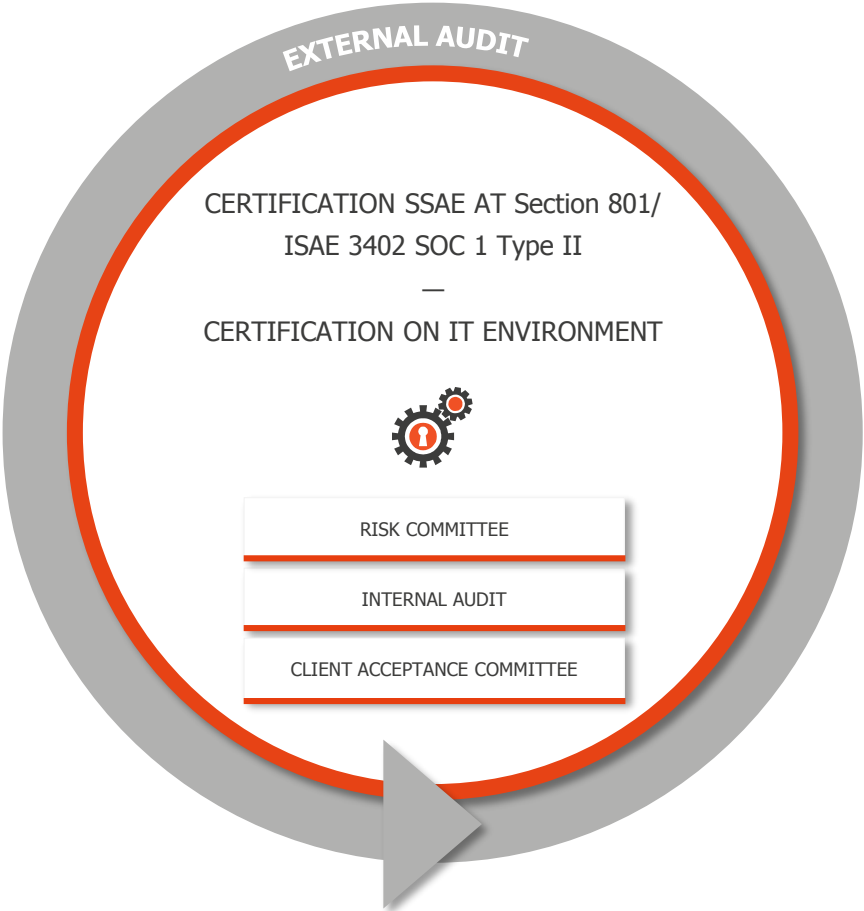 EXTERNAL AUDIT
CERTIFICATION SSAE AT Section 801/
ISAE 3402 SOC 1 Type II
—
CERTIFICATION ON IT ENVIRONMENT
RISK COMMITTEE
INTERNAL AUDIT
CLIENT ACCEPTANCE COMMITTEE